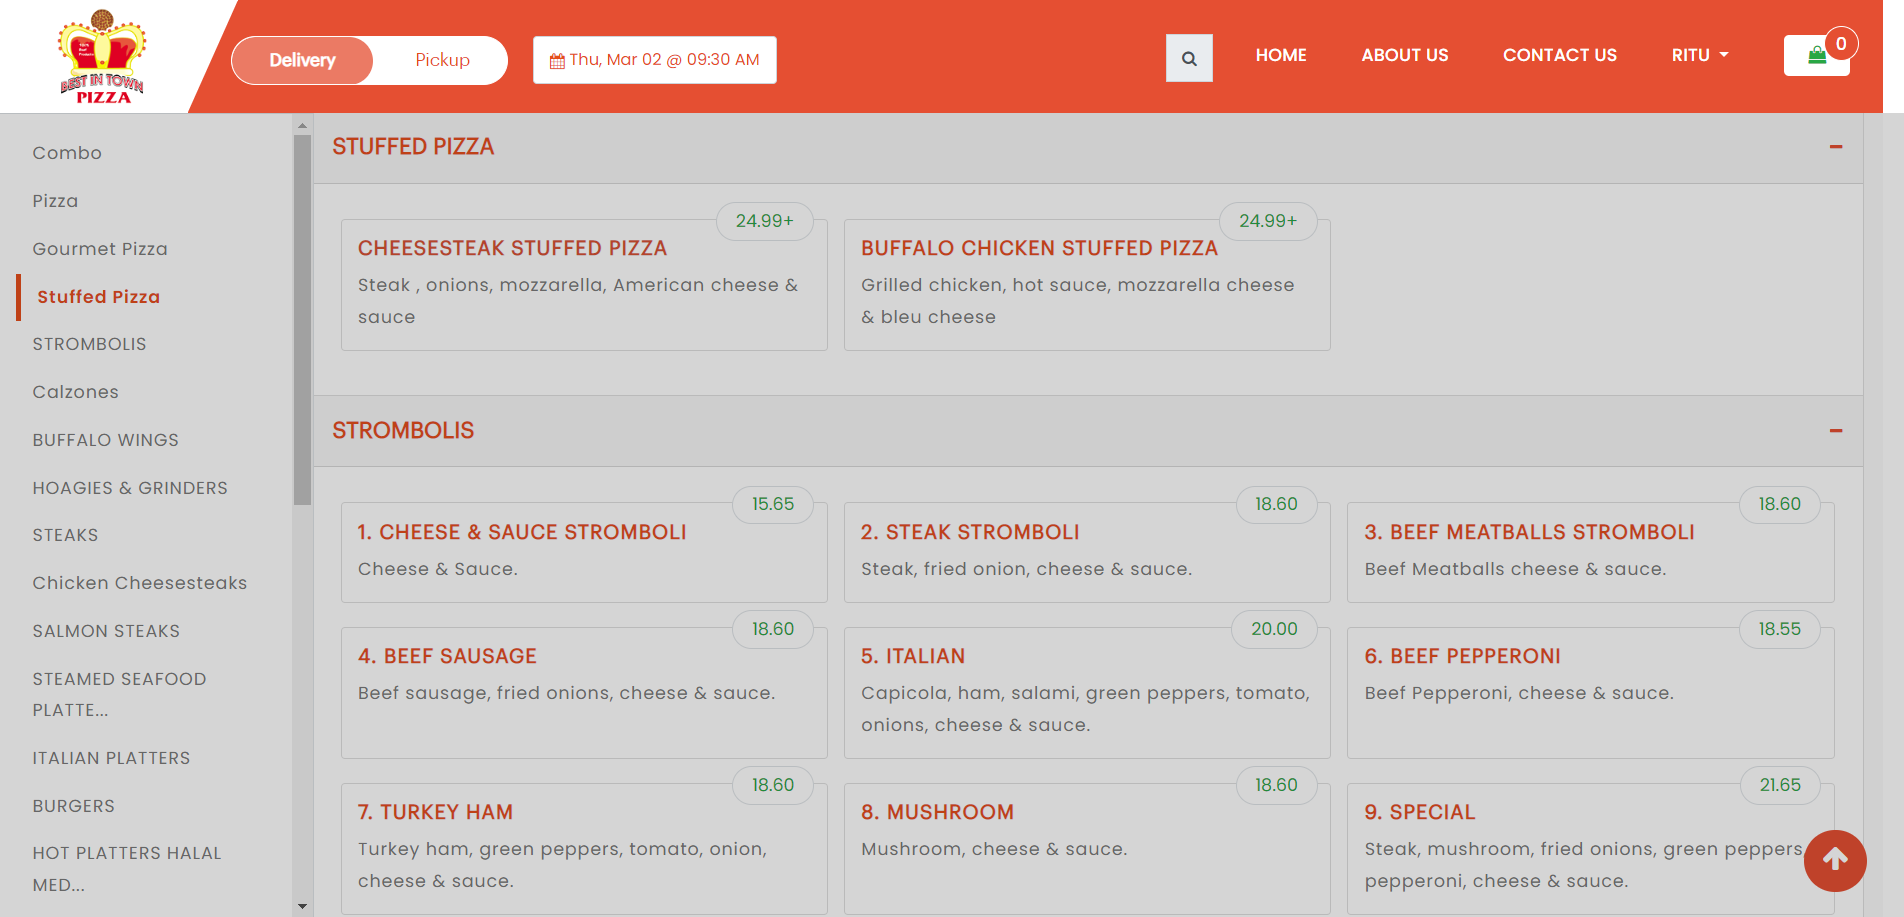 BEST IN TOWN
PIZZA
Delivery
Pickup
Thu, Mar 02 @ 09:30 AM
HOME
ABOUT US
CONTACT US
RITU
0
Combo
Pizza
Gourmet Pizza
Stuffed Pizza
STROMBOLIS
Calzones
BUFFALO WINGS
HOAGIES & GRINDERS
STEAKS
Chicken Cheesesteaks
SALMON STEAKS
STEAMED SEAFOOD
PLATTE...
ITALIAN PLATTERS
BURGERS
HOT PLATTERS HALAL
MED...
STUFFED PIZZA
24.99+
CHEESESTEAK STUFFED PIZZA
Steak , onions, mozzarella, American cheese &
sauce
24.99+
BUFFALO CHICKEN STUFFED PIZZA
Grilled chicken, hot sauce, mozzarella cheese
& bleu cheese
STROMBOLIS
15.65
1. CHEESE & SAUCE STROMBOLI
Cheese & Sauce.
18.60
2. STEAK STROMBOLI
Steak, fried onion, cheese & sauce.
18.60
3. BEEF MEATBALLS STROMBOLI
Beef Meatballs cheese & sauce.
18.60
4. BEEF SAUSAGE
Beef sausage, fried onions, cheese & sauce.
20.00
5. ITALIAN
Capicola, ham, salami, green peppers, tomato,
onions, cheese & sauce.
18.55
6. BEEF PEPPERONI
Beef Pepperoni, cheese & sauce.
18.60
7. TURKEY HAM
Turkey ham, green peppers, tomato, onion,
cheese & sauce.
18.60
8. MUSHROOM
Mushroom, cheese & sauce.
21.65
9. SPECIAL
Steak, mushroom, fried onions, green peppers
pepperoni, cheese & sauce.